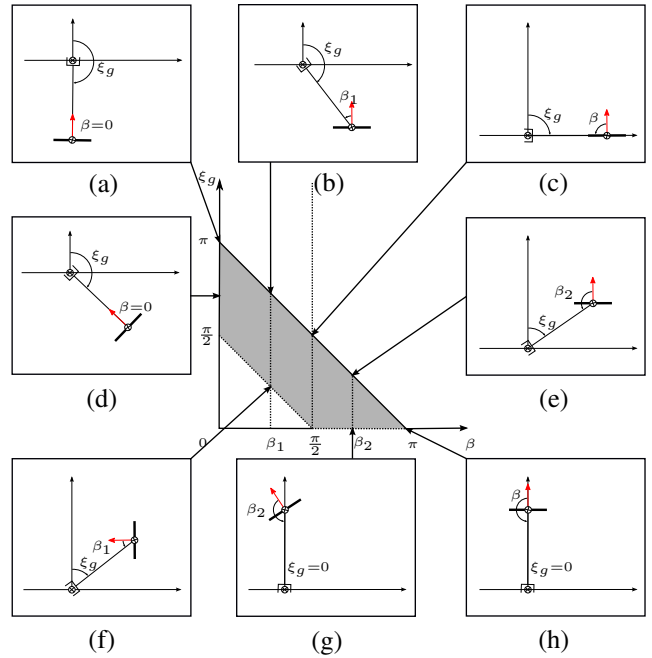 ξg
β=0
(a)
ξg
β1
(b)
ξg
β
(c)
ξg
β=0
(d)
ξg
β2
(e)
ξg
π
π/2
0
β1
π/2
β2
π
β
β1
ξg
(f)
β2
ξg=0
(g)
β
ξg=0
(h)